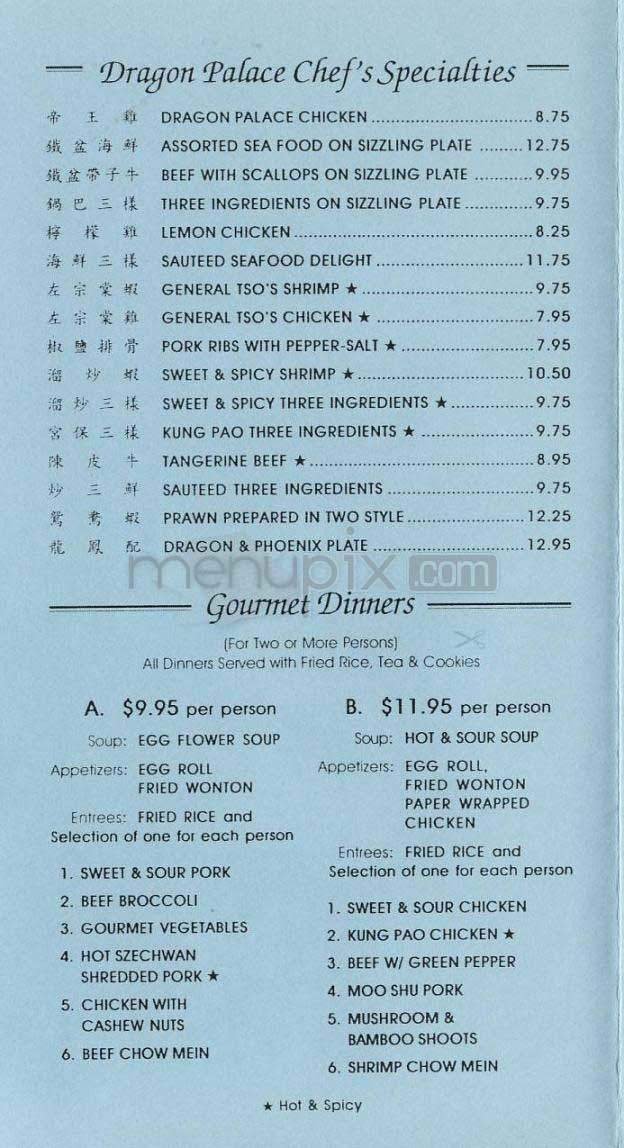 Dragon Palace Chef's Specialties
帝王雞 DRAGON PALACE CHICKEN 8.75
鐵盆海鮮 ASSORTED SEA FOOD ON SIZZLING PLATE 12.75
鐵盆帶子牛 BEEF WITH SCALLOPS ON SIZZLING PLATE 9.95
鍋巴三樣 THREE INGREDIENTS ON SIZZLING PLATE 9.75
檸檬雞 LEMON CHICKEN 8.25
海鮮三樣 SAUTEED SEAFOOD DELIGHT 11.75
左宗棠蝦 GENERAL TSO'S SHRIMP ★ 9.75
左宗棠雞 GENERAL TSO'S CHICKEN ★ 7.95
椒鹽排骨 PORK RIBS WITH PEPPER-SALT ★ 7.95
溜炒蝦 SWEET & SPICY SHRIMP ★ 10.50
溜炒三樣 SWEET & SPICY THREE INGREDIENTS ★ 9.75
宮保三樣 KUNG PAO THREE INGREDIENTS ★ 9.75
陳皮牛 TANGERINE BEEF ★ 8.95
炒三鮮 SAUTEED THREE INGREDIENTS 9.75
鴛鴦蝦 PRAWN PREPARED IN TWO STYLE 12.25
龍鳳配 DRAGON & PHOENIX PLATE 12.95
menupix.com
Gourmet Dinners
(For Two or More Persons)
All Dinners Served with Fried Rice, Tea & Cookies
A. $9.95 per person
Soup: EGG FLOWER SOUP
Appetizers: EGG ROLL
FRIED WONTON
Entrees: FRIED RICE and
Selection of one for each person
1. SWEET & SOUR PORK
2. BEEF BROCCOLI
3. GOURMET VEGETABLES
4. HOT SZECHWAN
SHREDDED PORK ★
5. CHICKEN WITH
CASHEW NUTS
6. BEEF CHOW MEIN
B. $11.95 per person
Soup: HOT & SOUR SOUP
Appetizers: EGG ROLL,
FRIED WONTON
PAPER WRAPPED
CHICKEN
Entrees: FRIED RICE and
Selection of one for each person
1. SWEET & SOUR CHICKEN
2. KUNG PAO CHICKEN ★
3. BEEF W/ GREEN PEPPER
4. MOO SHU PORK
5. MUSHROOM &
BAMBOO SHOOTS
6. SHRIMP CHOW MEIN
★ Hot & Spicy